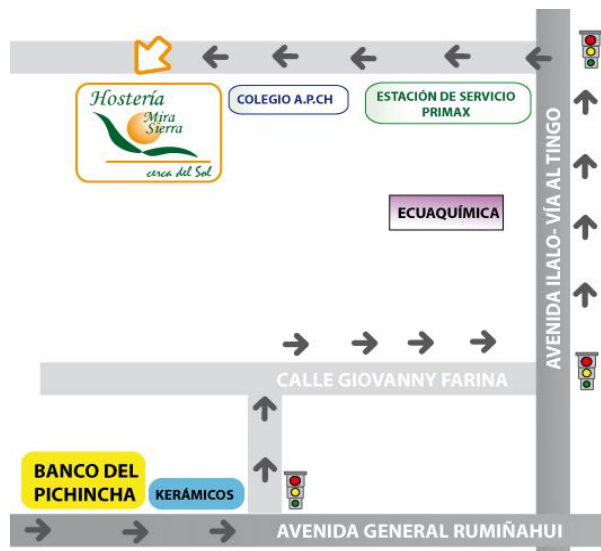 Hostería
Mira
Sierra
cerca del Sol
COLEGIO A.P.CH
ESTACIÓN DE SERVICIO
PRIMAX
ECUAQUÍMICA
AVENIDA ILALO- VÍA AL TINGO
CALLE GIOVANNY FARINA
BANCO DEL
PICHINCHA
KERÁMICOS
AVENIDA GENERAL RUMIÑAHUI